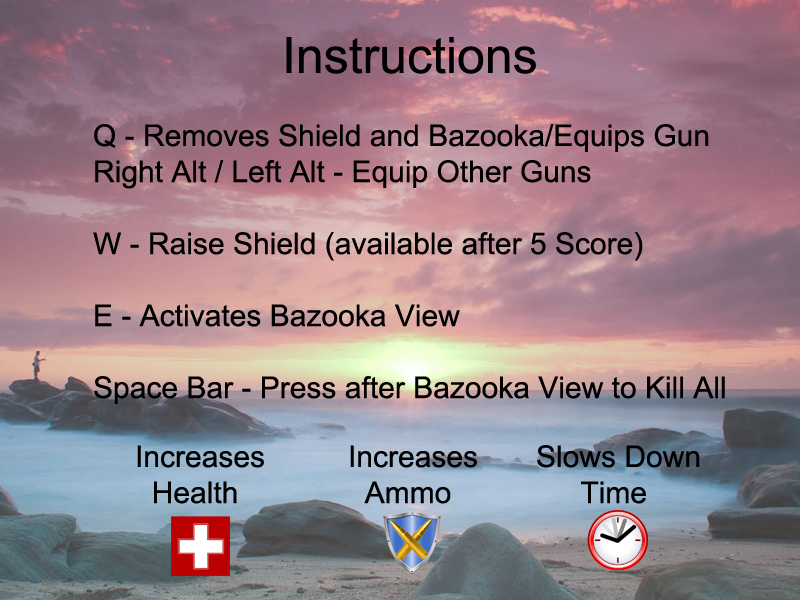 Instructions
Q - Removes Shield and Bazooka/Equips Gun
Right Alt / Left Alt - Equip Other Guns
W - Raise Shield (available after 5 Score)
E - Activates Bazooka View
Space Bar - Press after Bazooka View to Kill All
Increases
Health
Increases
Ammo
Slows Down
Time